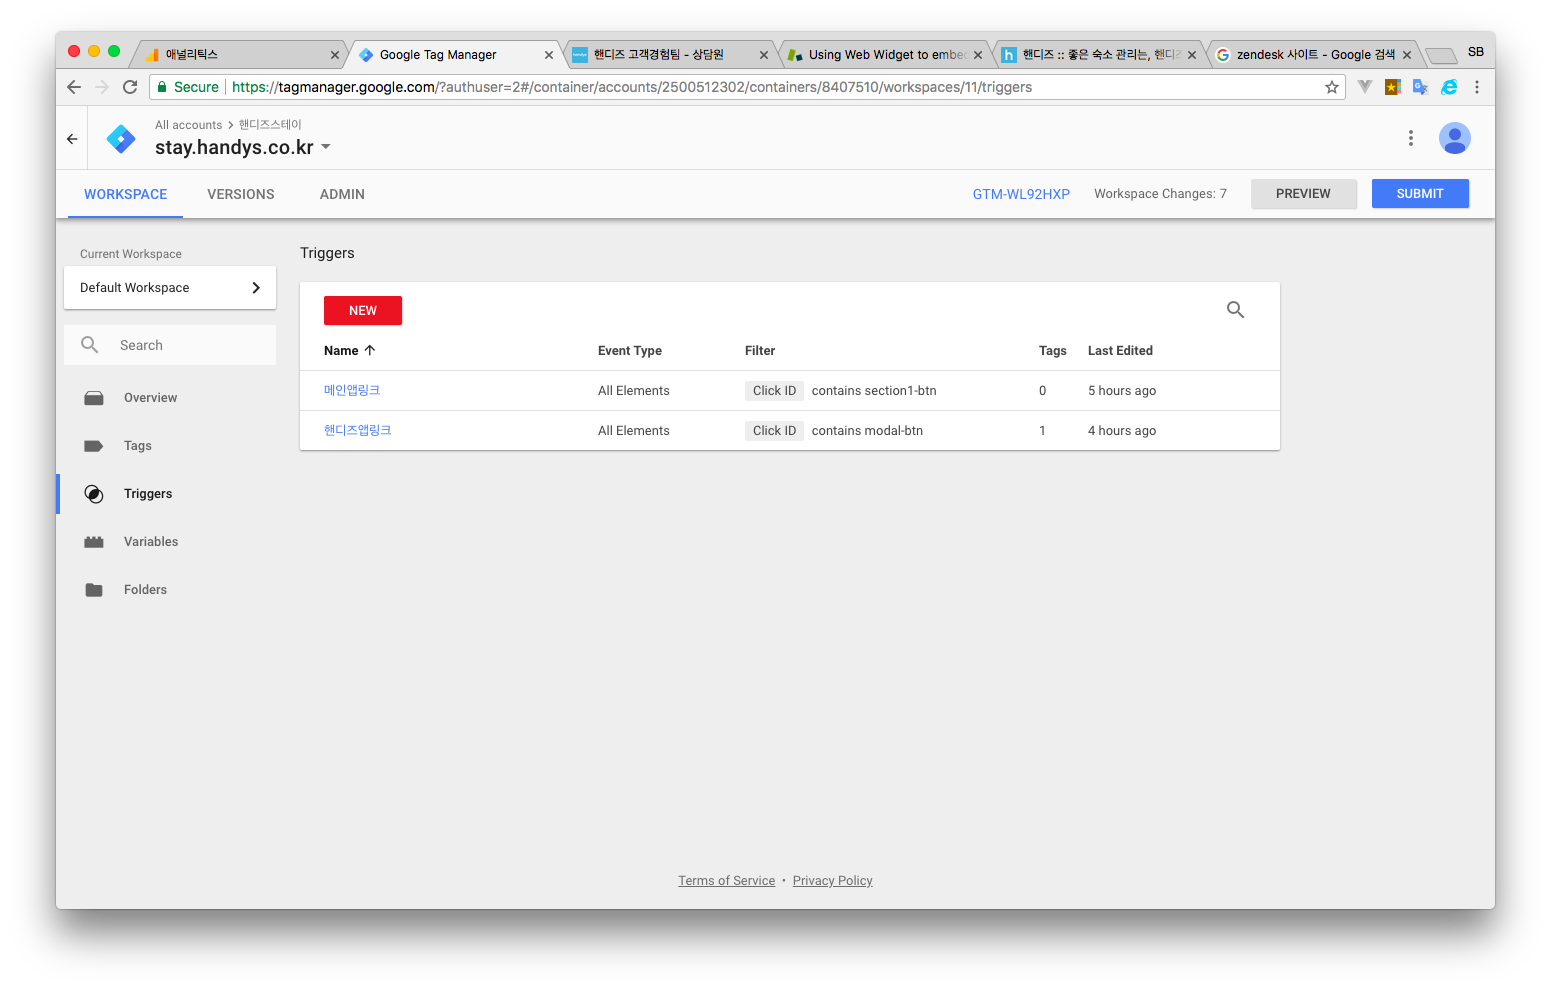 애널리틱스
Google Tag Manager
핸디즈 고객경험팀 - 상담원
Using Web Widget to embed
핸디즈 :: 좋은 숙소 관리는, 핸디즈
zendesk 사이트 - Google 검색
SB
Secure
https://tagmanager.google.com/?authuser=2#/container/accounts/2500512302/containers/8407510/workspaces/11/triggers
All accounts > 핸디즈스테이
stay.handys.co.kr
WORKSPACE
VERSIONS
ADMIN
GTM-WL92HXP
Workspace Changes: 7
PREVIEW
SUBMIT
Current Workspace
Default Workspace
Search
Overview
Tags
Triggers
Variables
Folders
Triggers
NEW
Name Event Type Filter Tags Last Edited
메인앱링크 All Elements Click ID contains section1-btn 0 5 hours ago
핸디즈앱링크 All Elements Click ID contains modal-btn 1 4 hours ago
Terms of Service • Privacy Policy